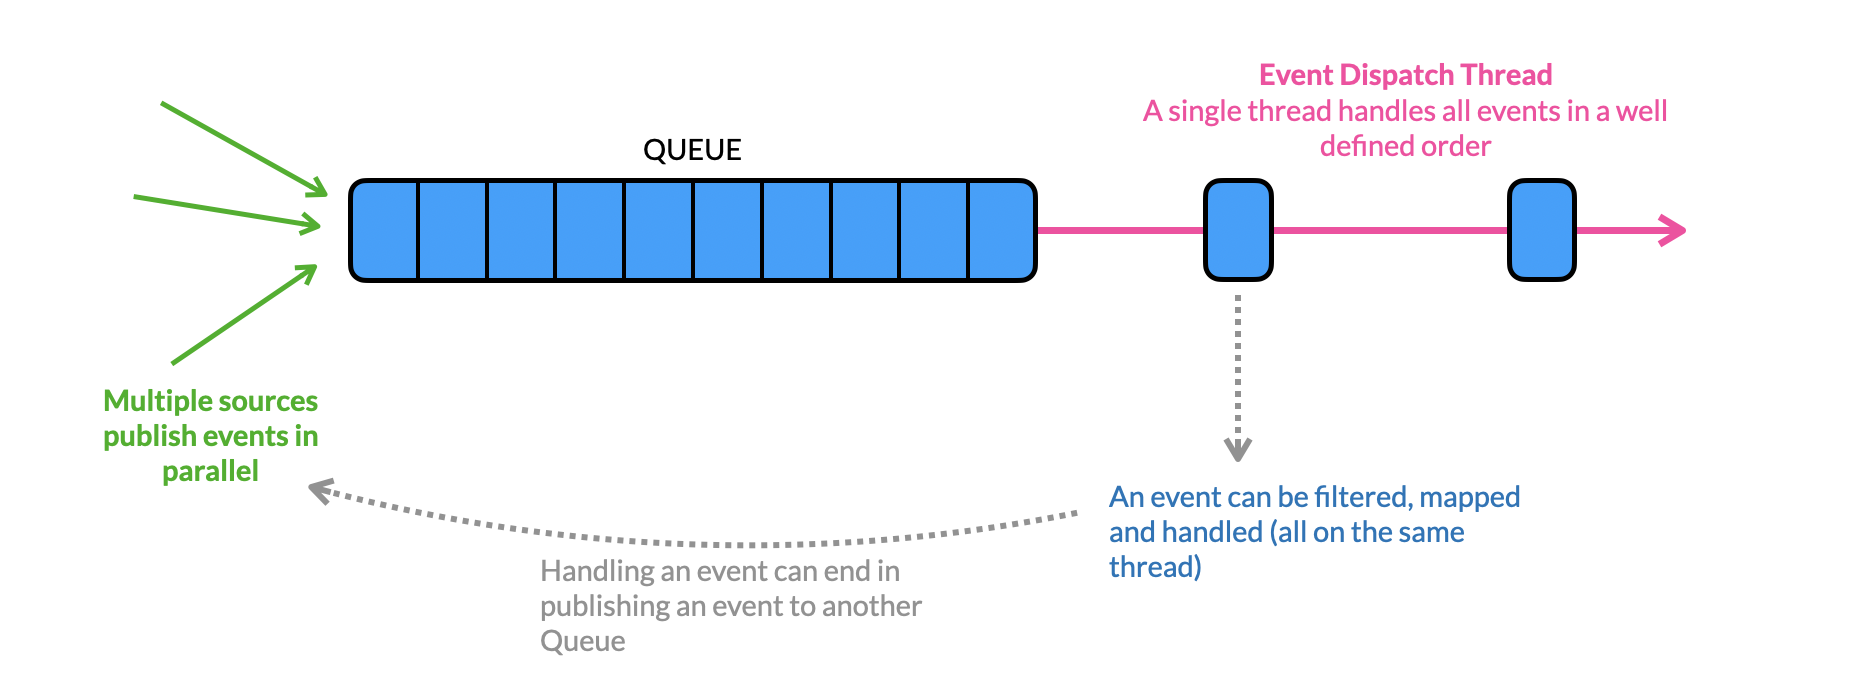 Event Dispatch Thread
A single thread handles all events in a well
defined order
QUEUE
Multiple sources
publish events in
parallel
An event can be filtered, mapped
and handled (all on the same
thread)
Handling an event can end in
publishing an event to another
Queue